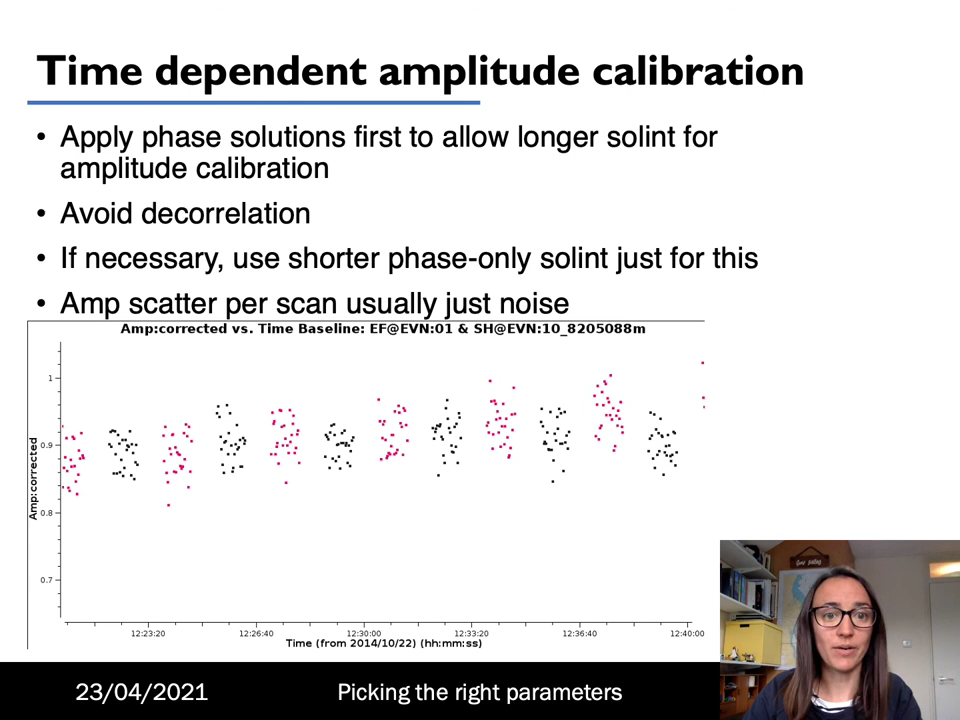 Time dependent amplitude calibration
• Apply phase solutions first to allow longer solint for
amplitude calibration
• Avoid decorrelation
• If necessary, use shorter phase-only solint just for this
• Amp scatter per scan usually just noise
Amp:corrected vs. Time Baseline: EF@EVN:01 & SH@EVN:10_8205088m
Amp:corrected
1
0.9
0.8
0.7
12:23:20 12:26:40 12:30:00 12:33:20 12:36:40 12:40:00
Time (from 2014/10/22) (hh:mm:ss)
23/04/2021 Picking the right parameters